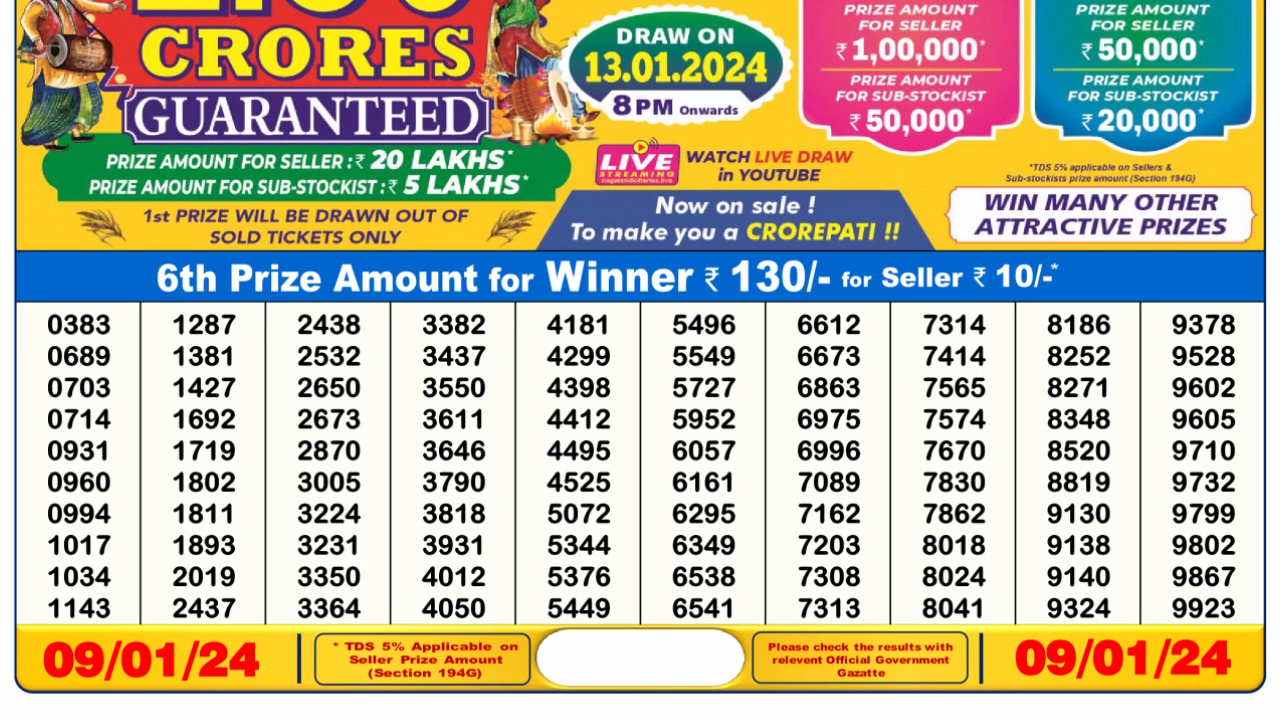 CRORES
GUARANTEED
PRIZE AMOUNT FOR SELLER :₹ 20 LAKHS*
PRIZE AMOUNT FOR SUB-STOCKIST :₹ 5 LAKHS*
1st PRIZE WILL BE DRAWN OUT OF
SOLD TICKETS ONLY
DRAW ON
13.01.2024
8PM Onwards
LIVE
STREAMING
nagalandlotteries.live
WATCH LIVE DRAW
in YOUTUBE
Now on sale !
To make you a CROREPATI !!
PRIZE AMOUNT
FOR SELLER
₹ 1,00,000*
PRIZE AMOUNT
FOR SUB-STOCKIST
₹ 50,000*
PRIZE AMOUNT
FOR SELLER
₹ 50,000*
PRIZE AMOUNT
FOR SUB-STOCKIST
₹ 20,000*
*TDS 5% applicable on Sellers &
Sub-stockists prize amount (Section 194G)
WIN MANY OTHER
ATTRACTIVE PRIZES
6th Prize Amount for Winner ₹ 130/- for Seller ₹ 10/-*
0383 1287 2438 3382 4181 5496 6612 7314 8186 9378
0689 1381 2532 3437 4299 5549 6673 7414 8252 9528
0703 1427 2650 3550 4398 5727 6863 7565 8271 9602
0714 1692 2673 3611 4412 5952 6975 7574 8348 9605
0931 1719 2870 3646 4495 6057 6996 7670 8520 9710
0960 1802 3005 3790 4525 6161 7089 7830 8819 9732
0994 1811 3224 3818 5072 6295 7162 7862 9130 9799
1017 1893 3231 3931 5344 6349 7203 8018 9138 9802
1034 2019 3350 4012 5376 6538 7308 8024 9140 9867
1143 2437 3364 4050 5449 6541 7313 8041 9324 9923
09/01/24
* TDS 5% Applicable on
Seller Prize Amount
(Section 194G)
Please check the results with
relevent Official Government
Gazatte
09/01/24